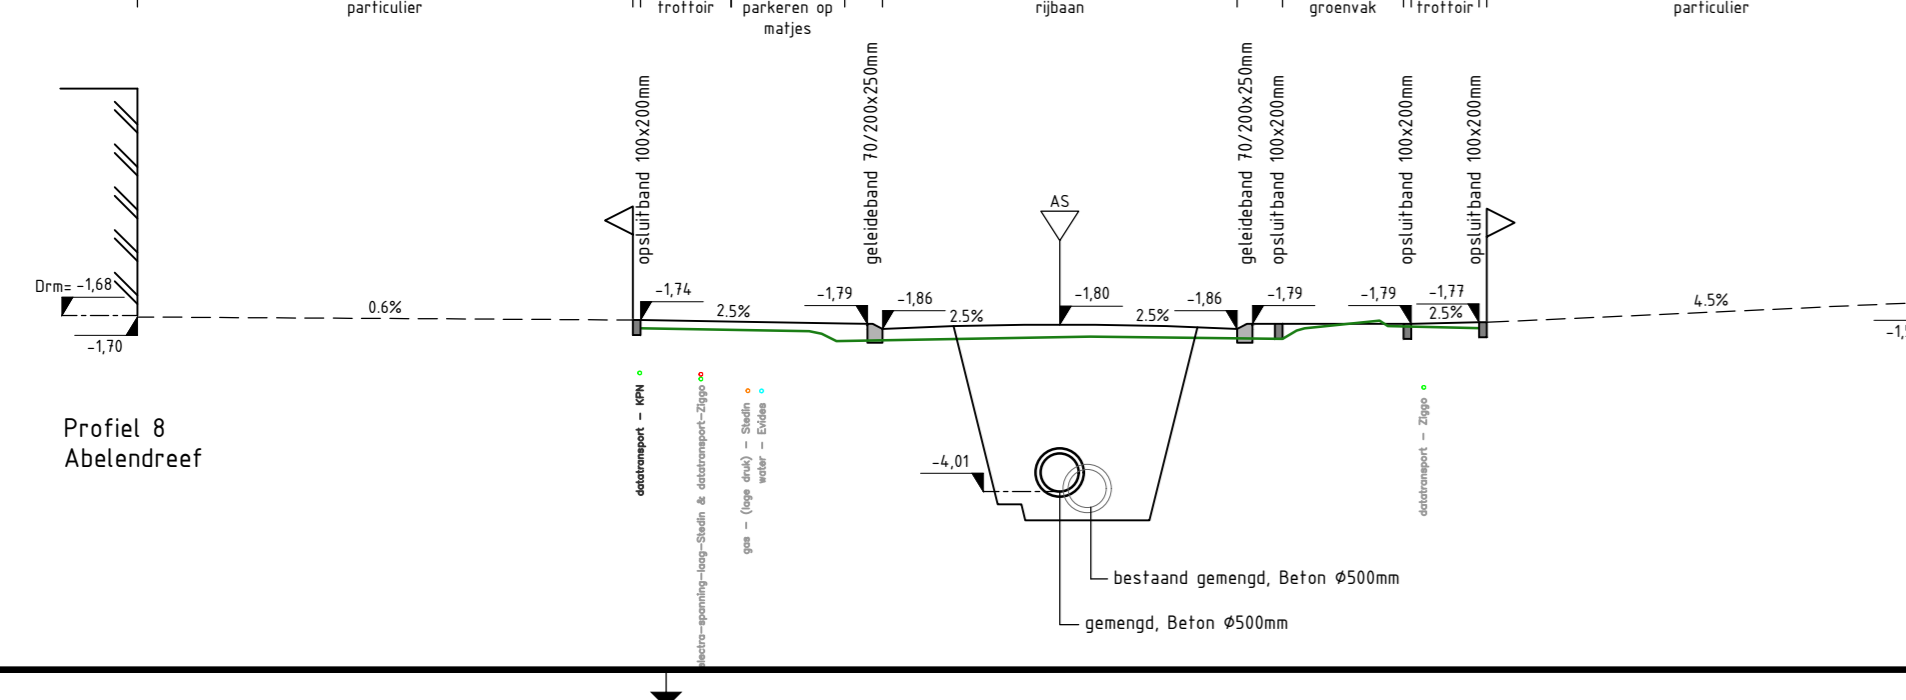 particulier
trottoir
parkeren op
matjes
rijbaan
groenvak
trottoir
particulier
opsluitband 100x200mm
geleideband 70/200x250mm
geleideband 70/200x250mm
opsluitband 100x200mm
opsluitband 100x200mm
opsluitband 100x200mm
AS
Drm= -1,68
-1,70
0.6%
-1,74
2.5%
-1,79
-1,86
2.5%
-1,80
2.5%
-1,86
-1,79
-1,79
-1,77
2.5%
4.5%
datatransport - KPN
electra-spanning-laag-Stedin & datatransport-Ziggo
gas - (lage druk) - Stedin
water - Evides
datatransport - Ziggo
Profiel 8
Abelendreef
-4,01
bestaand gemengd, Beton Ø500mm
gemengd, Beton Ø500mm